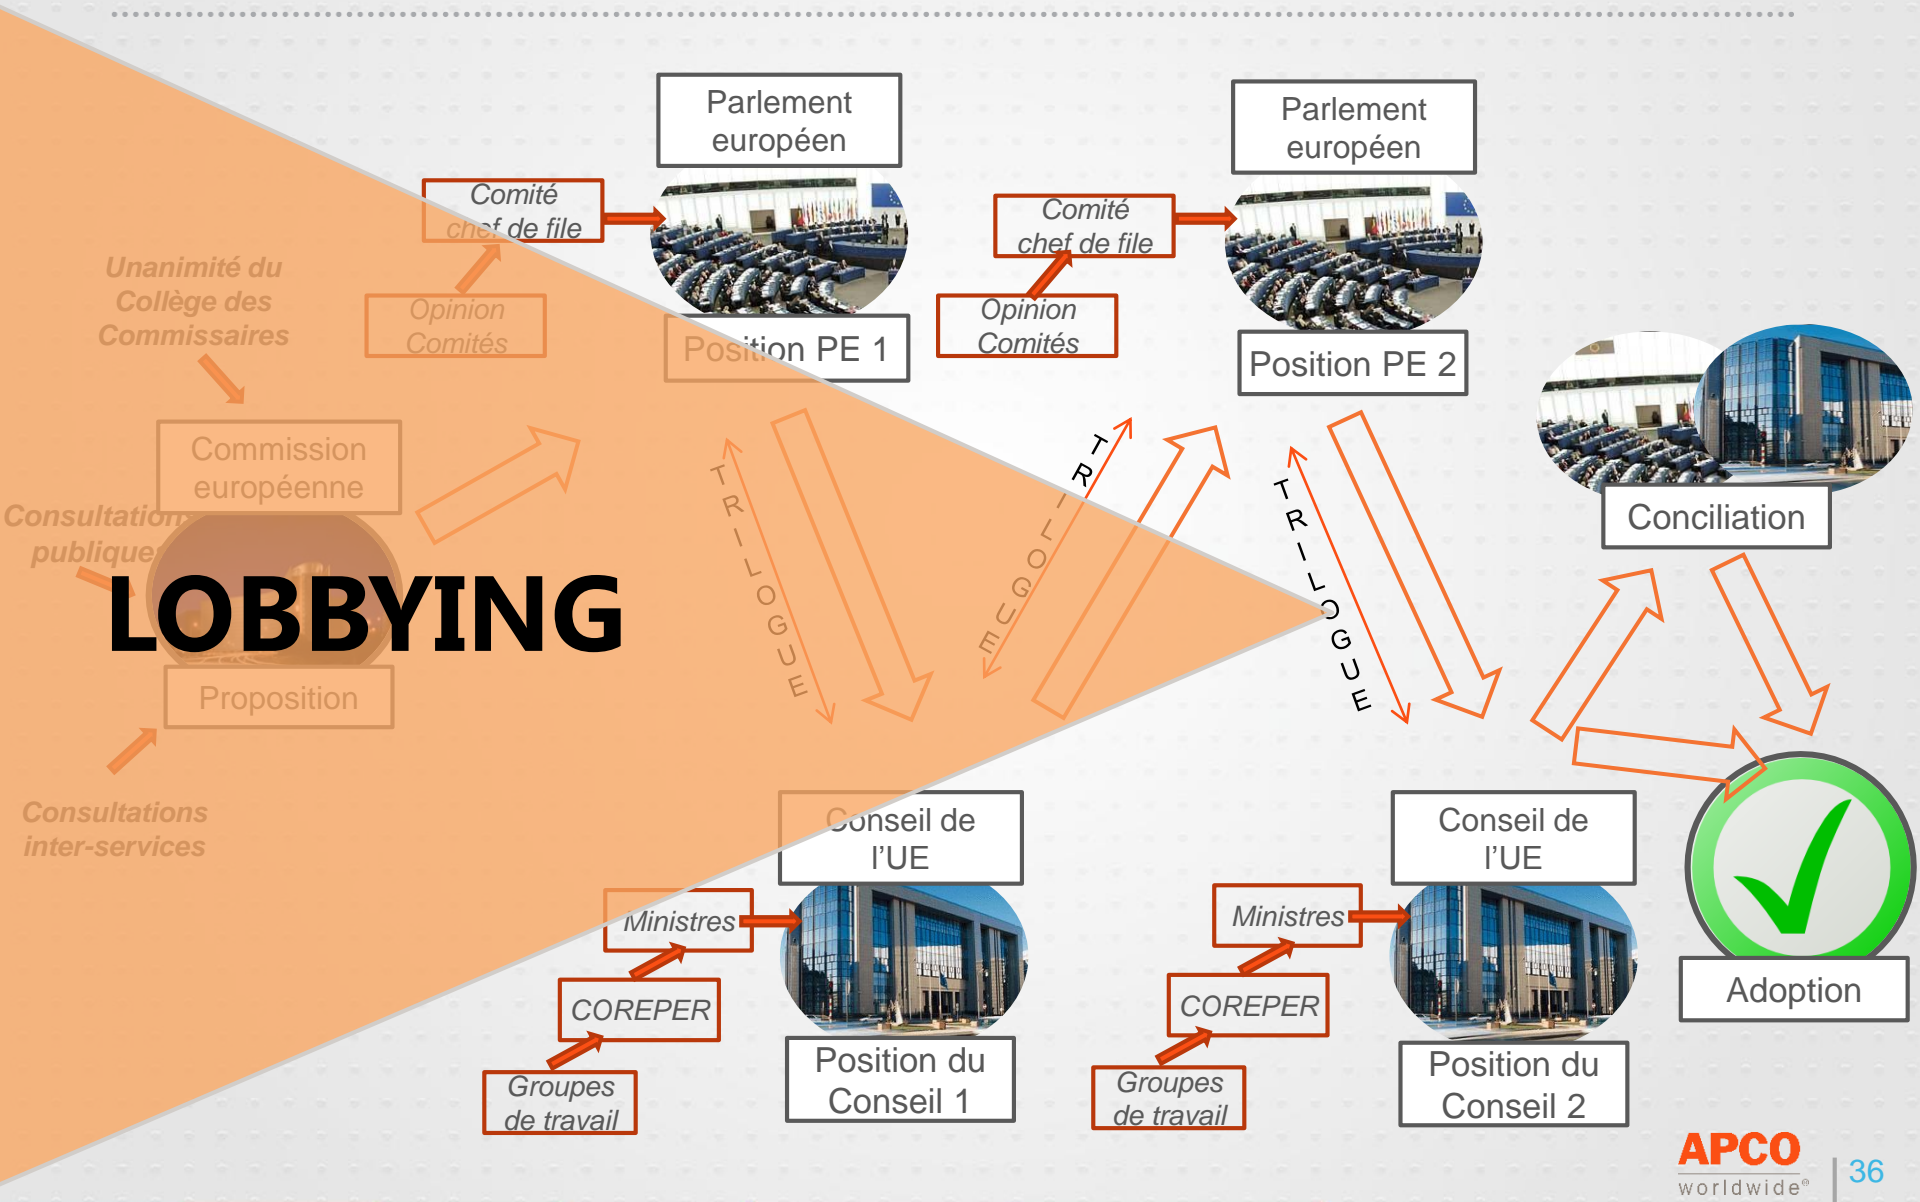 Parlement
européen
Comité
chef de file
Opinion
Comités
Position PE 1
Parlement
européen
Comité
chef de file
Opinion
Comités
Position PE 2
Unanimité du
Collège des
Commissaires
Commission
européenne
Consultations
publiques
LOBBYING
Proposition
Consultations
inter-services
TRILOGUE
TRILOGUE
TRILOGUE
Conciliation
Conseil de
l’UE
Ministres
COREPER
Groupes
de travail
Position du
Conseil 1
Conseil de
l’UE
Ministres
COREPER
Groupes
de travail
Position du
Conseil 2
Adoption
APCO
worldwide®
36